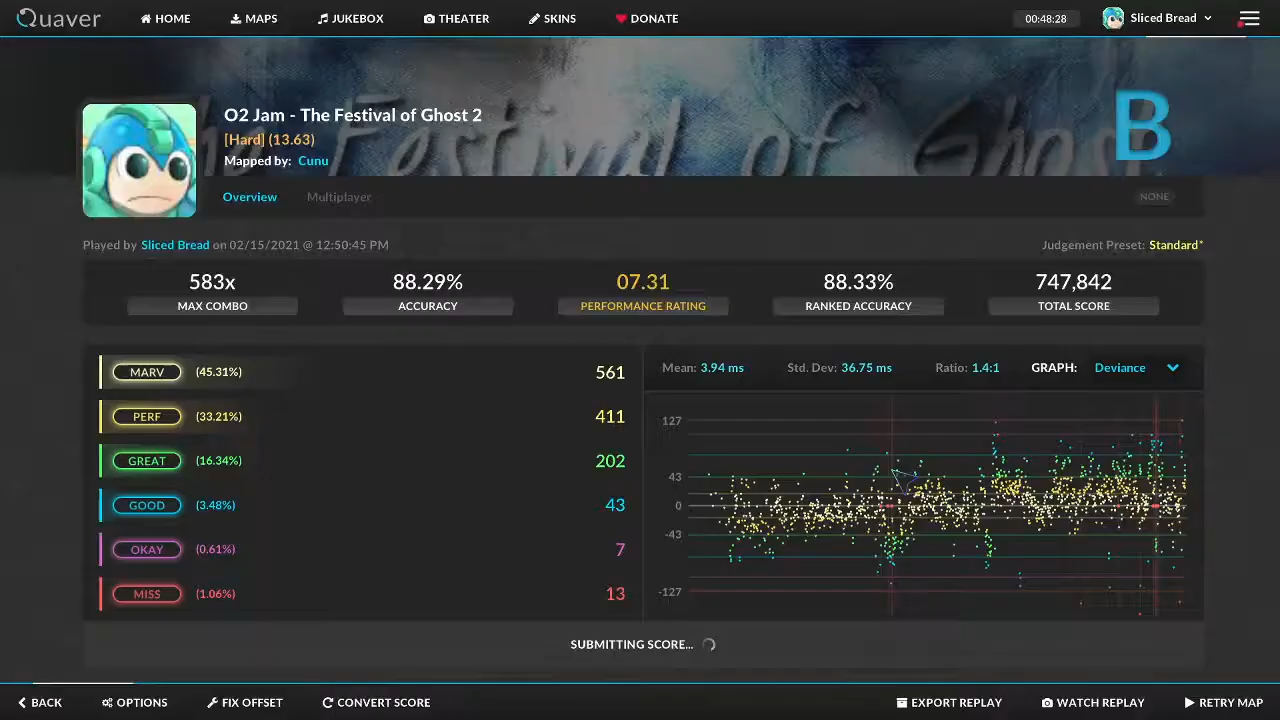 Quaver HOME MAPS JUKEBOX THEATER SKINS DONATE 00:48:28 Sliced Bread
The Festival of Ghost
O2 Jam - The Festival of Ghost 2
[Hard] (13.63)
Mapped by: Cunu
B
Overview Multiplayer NONE
Played by Sliced Bread on 02/15/2021 @ 12:50:45 PM Judgement Preset: Standard*
583x 88.29% 07.31 88.33% 747,842
MAX COMBO ACCURACY PERFORMANCE RATING RANKED ACCURACY TOTAL SCORE
MARV (45.31%) 561
PERF (33.21%) 411
GREAT (16.34%) 202
GOOD (3.48%) 43
OKAY (0.61%) 7
MISS (1.06%) 13
Mean: 3.94 ms Std. Dev: 36.75 ms Ratio: 1.4:1 GRAPH: Deviance
127
43
0
-43
-127
SUBMITTING SCORE...
BACK OPTIONS FIX OFFSET CONVERT SCORE EXPORT REPLAY WATCH REPLAY RETRY MAP